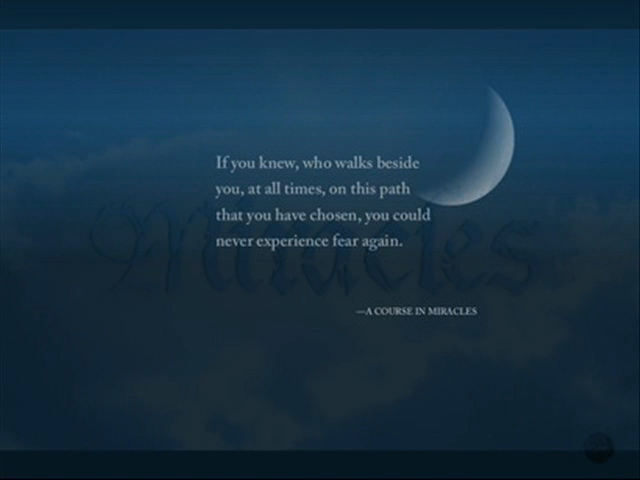 If you knew, who walks beside
you, at all times, on this path
that you have chosen, you could
never experience fear again.
Miracles
—A COURSE IN MIRACLES